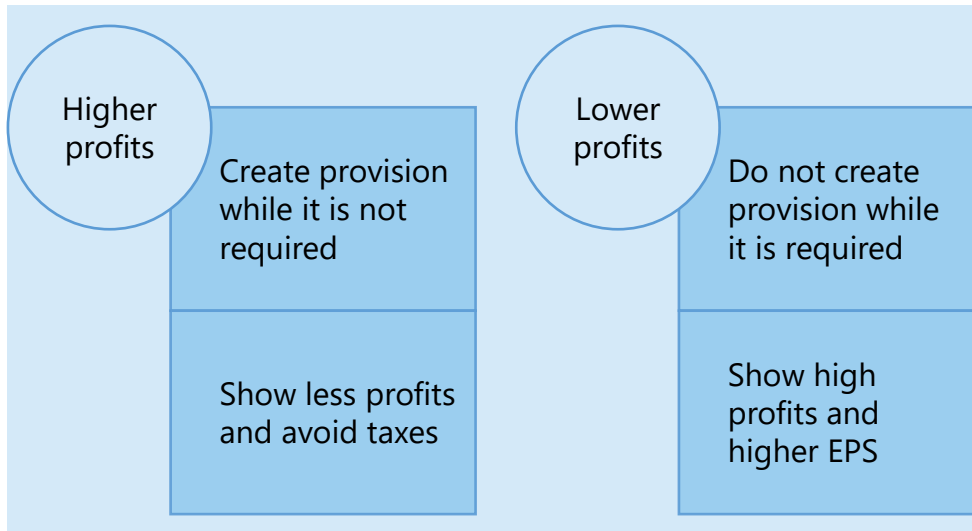 Higher
profits
Create provision
while it is not
required
Show less profits
and avoid taxes
Lower
profits
Do not create
provision while
it is required
Show high
profits and
higher EPS